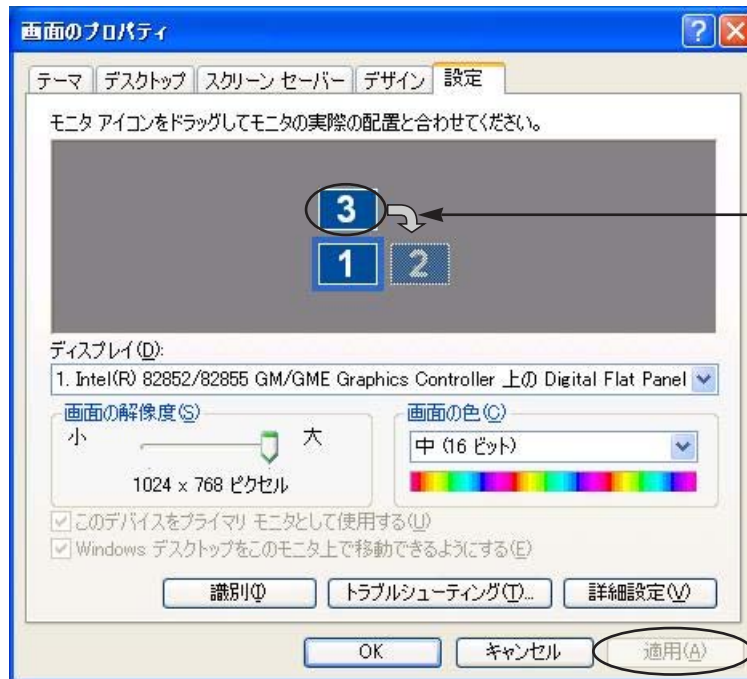 画面のプロパティ
テーマ デスクトップ スクリーン セーバー デザイン 設定
モニタ アイコンをドラッグしてモニタの実際の配置と合わせてください。
3
1 2
ディスプレイ(D):
1. Intel(R) 82852/82855 GM/GME Graphics Controller 上の Digital Flat Panel
画面の解像度(S)
小 大
1024 x 768 ピクセル
画面の色(C)
中 (16 ビット)
このデバイスをプライマリ モニタとして使用する(U)
Windows デスクトップをこのモニタ上で移動できるようにする(E)
識別(I) トラブルシューティング(T)... 詳細設定(V)
OK キャンセル 適用(A)